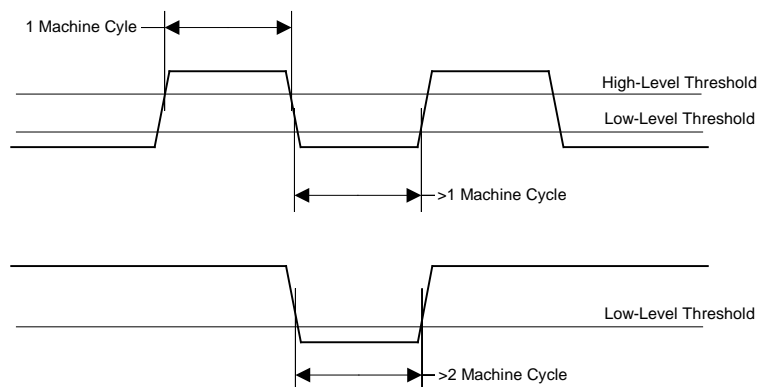 1 Machine Cyle
High-Level Threshold
Low-Level Threshold
>1 Machine Cycle
Low-Level Threshold
>2 Machine Cycle